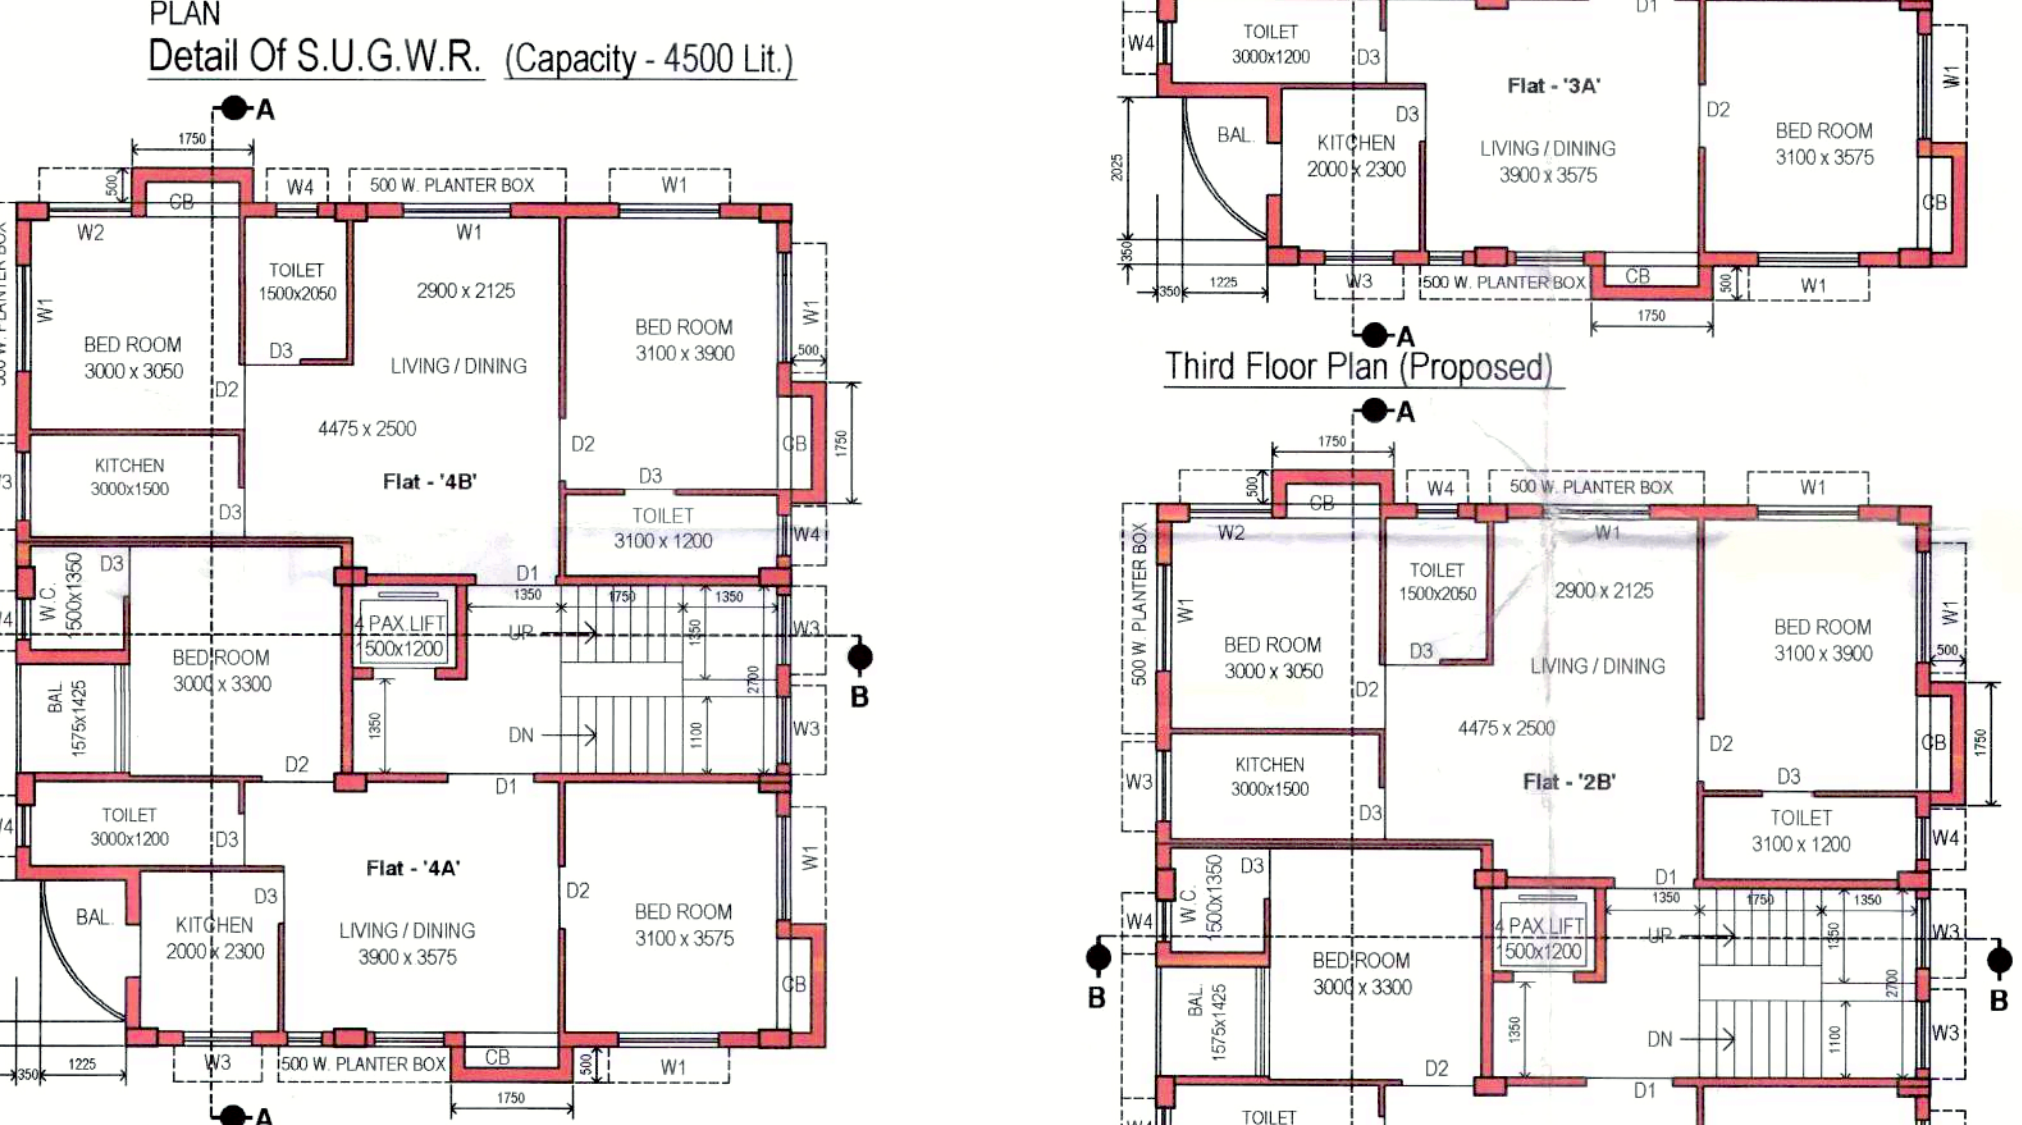 PLAN
Detail Of S.U.G.W.R. (Capacity - 4500 Lit.)
A
1750
500
CB
W4
500 W. PLANTER BOX
W1
W2
W1
TOILET
1500x2050
2900 x 2125
W1
W1
BED ROOM
3000 x 3050
D3
D2
LIVING / DINING
BED ROOM
3100 x 3900
500
4475 x 2500
D2
CB
1750
KITCHEN
3000x1500
D3
Flat - '4B'
D3
TOILET
3100 x 1200
W4
D3
W.C.
1500x1350
D1
1350
1750
1350
4 PAX.LIFT
1500x1200
UP
1350
W3
B
BED ROOM
3000 x 3300
BAL.
1575x1425
1350
DN
1100
2700
W3
D2
D1
TOILET
3000x1200
D3
Flat - '4A'
D2
W1
D3
BAL.
KITCHEN
2000 x 2300
LIVING / DINING
3900 x 3575
BED ROOM
3100 x 3575
CB
350
1225
W3
500 W. PLANTER BOX
CB
500
W1
1750
A
D1
W4
TOILET
3000x1200
D3
Flat - '3A'
W1
D3
D2
BAL.
KITCHEN
2000 x 2300
LIVING / DINING
3900 x 3575
BED ROOM
3100 x 3575
2025
CB
350
350
1225
W3
500 W. PLANTER BOX
CB
500
W1
1750
A
Third Floor Plan (Proposed)
A
1750
500
CB
W4
500 W. PLANTER BOX
W1
W2
W1
500 W. PLANTER BOX
W1
TOILET
1500x2050
2900 x 2125
W1
BED ROOM
3000 x 3050
D3
D2
LIVING / DINING
BED ROOM
3100 x 3900
500
4475 x 2500
D2
CB
1750
W3
KITCHEN
3000x1500
D3
Flat - '2B'
D3
TOILET
3100 x 1200
W4
D3
W.C.
1500x1350
W4
D1
1350
1750
1350
4 PAX.LIFT
1500x1200
UP
1350
W3
B
B
BED ROOM
3000 x 3300
BAL.
1575x1425
1350
DN
1100
2700
W3
D2
D1
TOILET